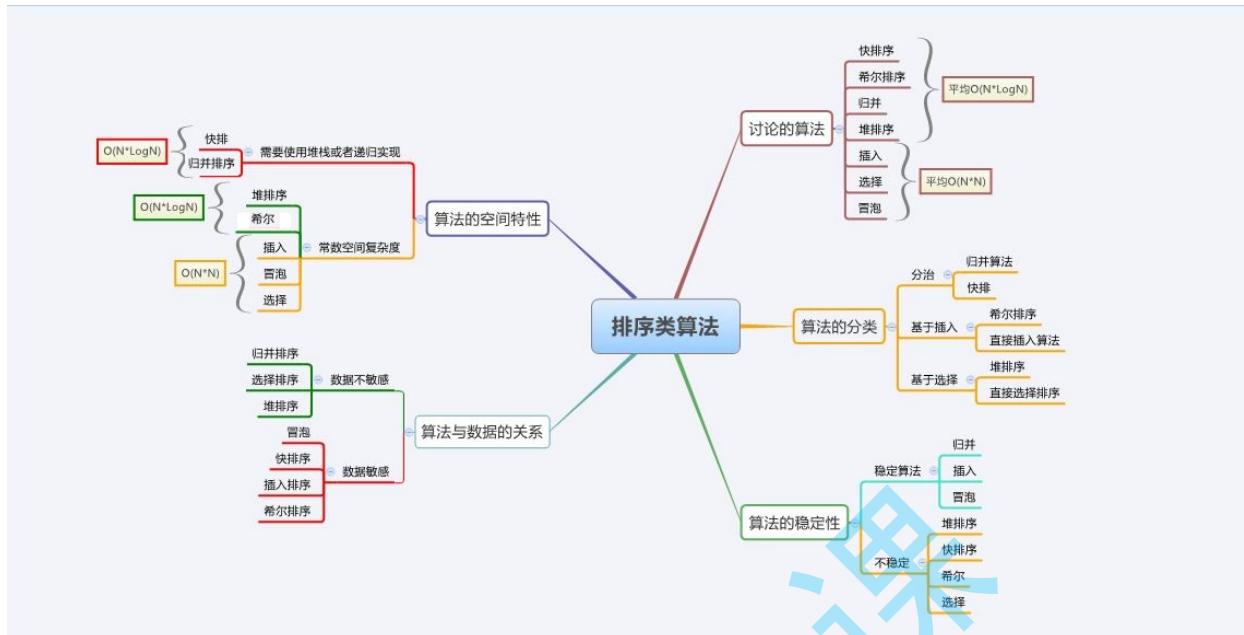 排序类算法
讨论的算法
快排序
希尔排序
归并
堆排序
平均O(N*LogN)
插入
选择
冒泡
平均O(N*N)
算法的分类
分治
归并算法
快排
基于插入
希尔排序
直接插入算法
基于选择
堆排序
直接选择排序
算法的稳定性
稳定算法
归并
插入
冒泡
不稳定
堆排序
快排序
希尔
选择
算法的空间特性
需要使用堆栈或者递归实现
快排
归并排序
O(N*LogN)
常数空间复杂度
堆排序
希尔
O(N*LogN)
插入
冒泡
选择
O(N*N)
算法与数据的关系
数据不敏感
归并排序
选择排序
堆排序
数据敏感
冒泡
快排序
插入排序
希尔排序
课